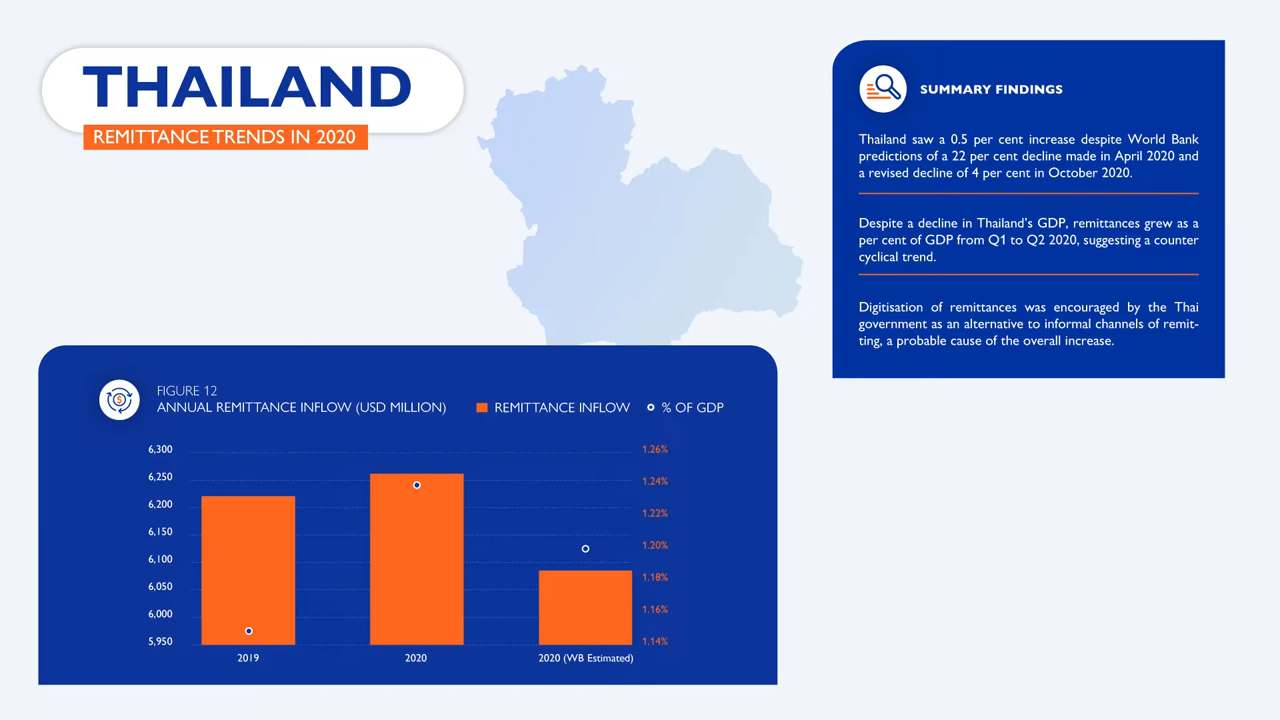 THAILAND
REMITTANCE TRENDS IN 2020
SUMMARY FINDINGS
Thailand saw a 0.5 per cent increase despite World Bank
predictions of a 22 per cent decline made in April 2020 and
a revised decline of 4 per cent in October 2020.
Despite a decline in Thailand's GDP, remittances grew as a
per cent of GDP from Q1 to Q2 2020, suggesting a counter
cyclical trend.
Digitisation of remittances was encouraged by the Thai
government as an alternative to informal channels of remit-
ting, a probable cause of the overall increase.
FIGURE 12
ANNUAL REMITTANCE INFLOW (USD MILLION)
REMITTANCE INFLOW
% OF GDP
6,300
6,250
6,200
6,150
6,100
6,050
6,000
5,950
1.26%
1.24%
1.22%
1.20%
1.18%
1.16%
1.14%
2019
2020
2020 (WB Estimated)